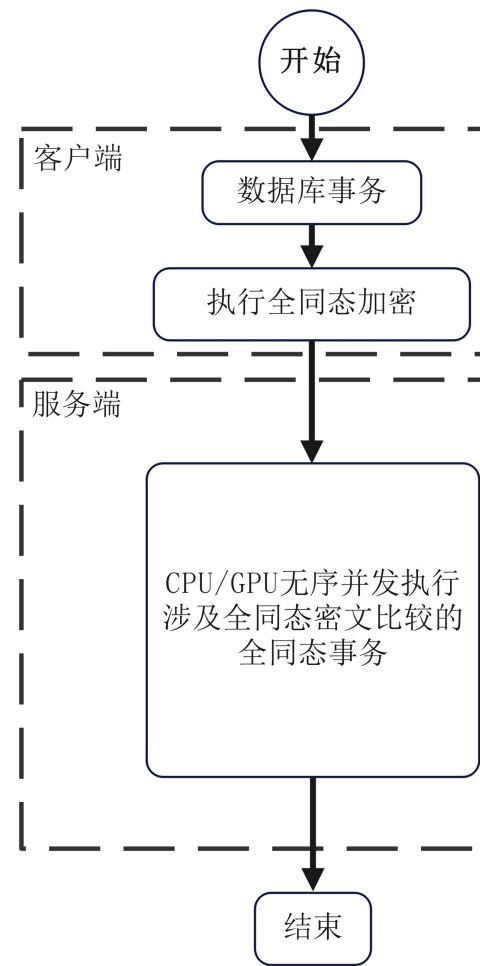 开始
客户端
数据库事务
执行全同态加密
服务端
CPU/GPU无序并发执行
涉及全同态密文比较的
全同态事务
结束